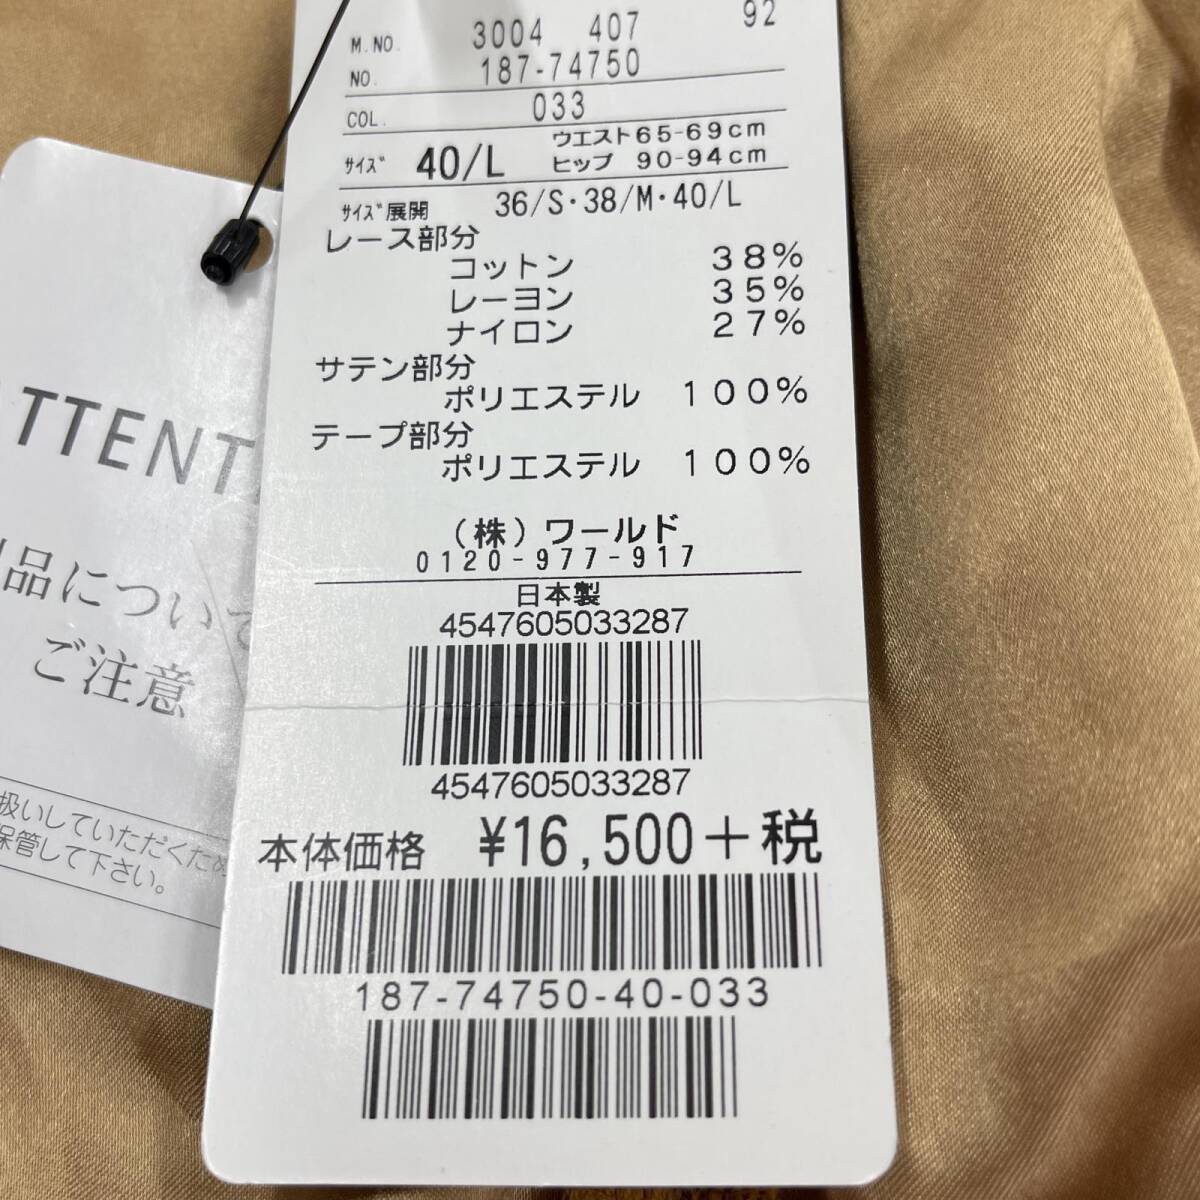 M.NO. 3004 407 92
NO. 187-74750
COL. 033
サイズ 40/L ウエスト65-69cm
ヒップ 90-94cm
サイズ展開 36/S・38/M・40/L
レース部分
コットン 38%
レーヨン 35%
ナイロン 27%
サテン部分
ポリエステル 100%
テープ部分
ポリエステル 100%
(株)ワールド
0120-977-917
日本製
4547605033287
4547605033287
本体価格 ¥16,500+税
187-74750-40-033
TTENT
品について
ご注意
扱いしていただくため
保管して下さい。